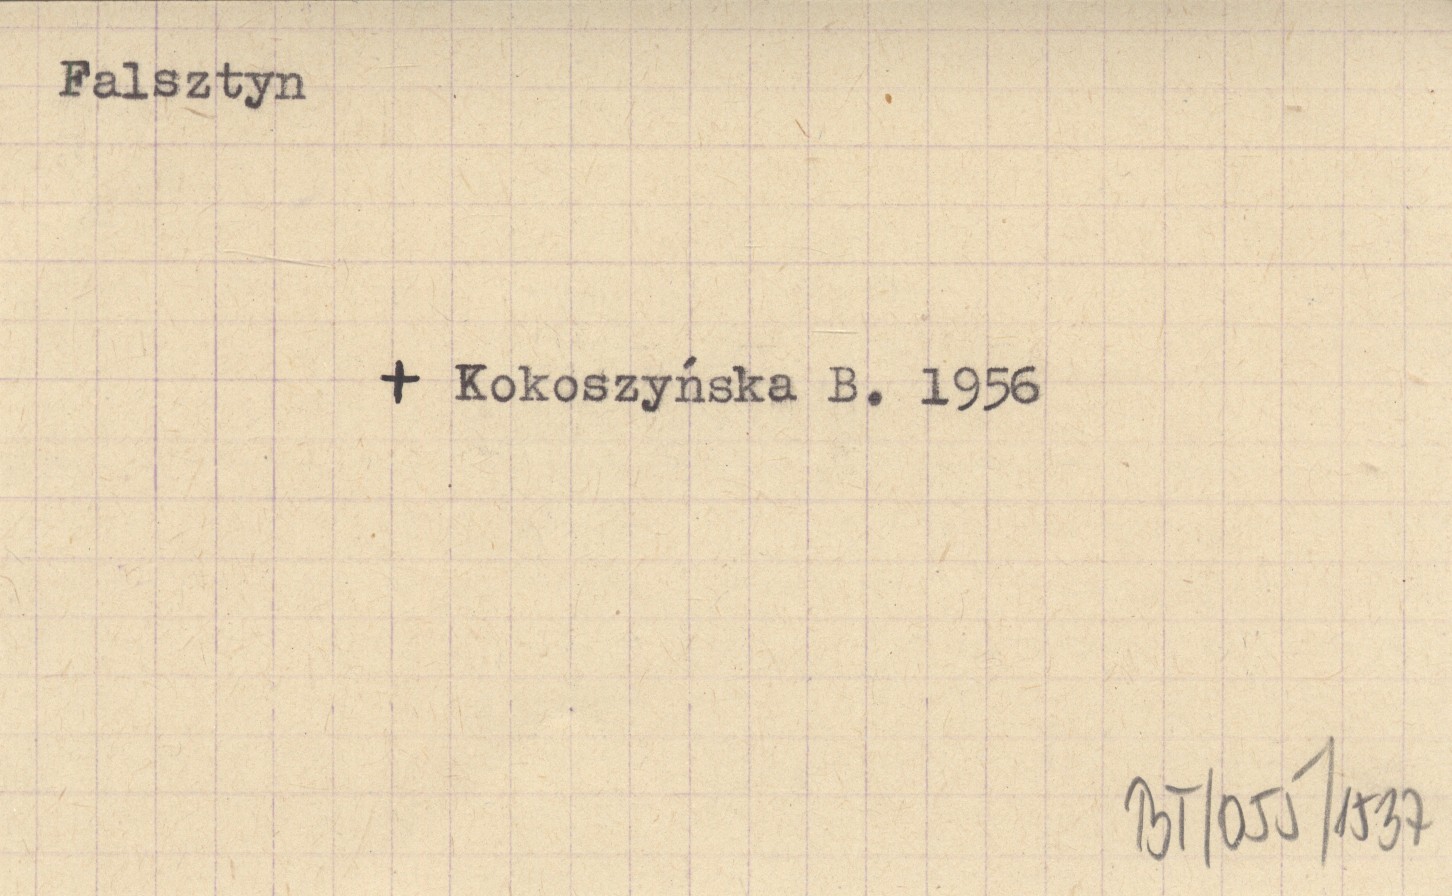 Falsztyn
+ Kokoszyńska B. 1956
BT/055/1537